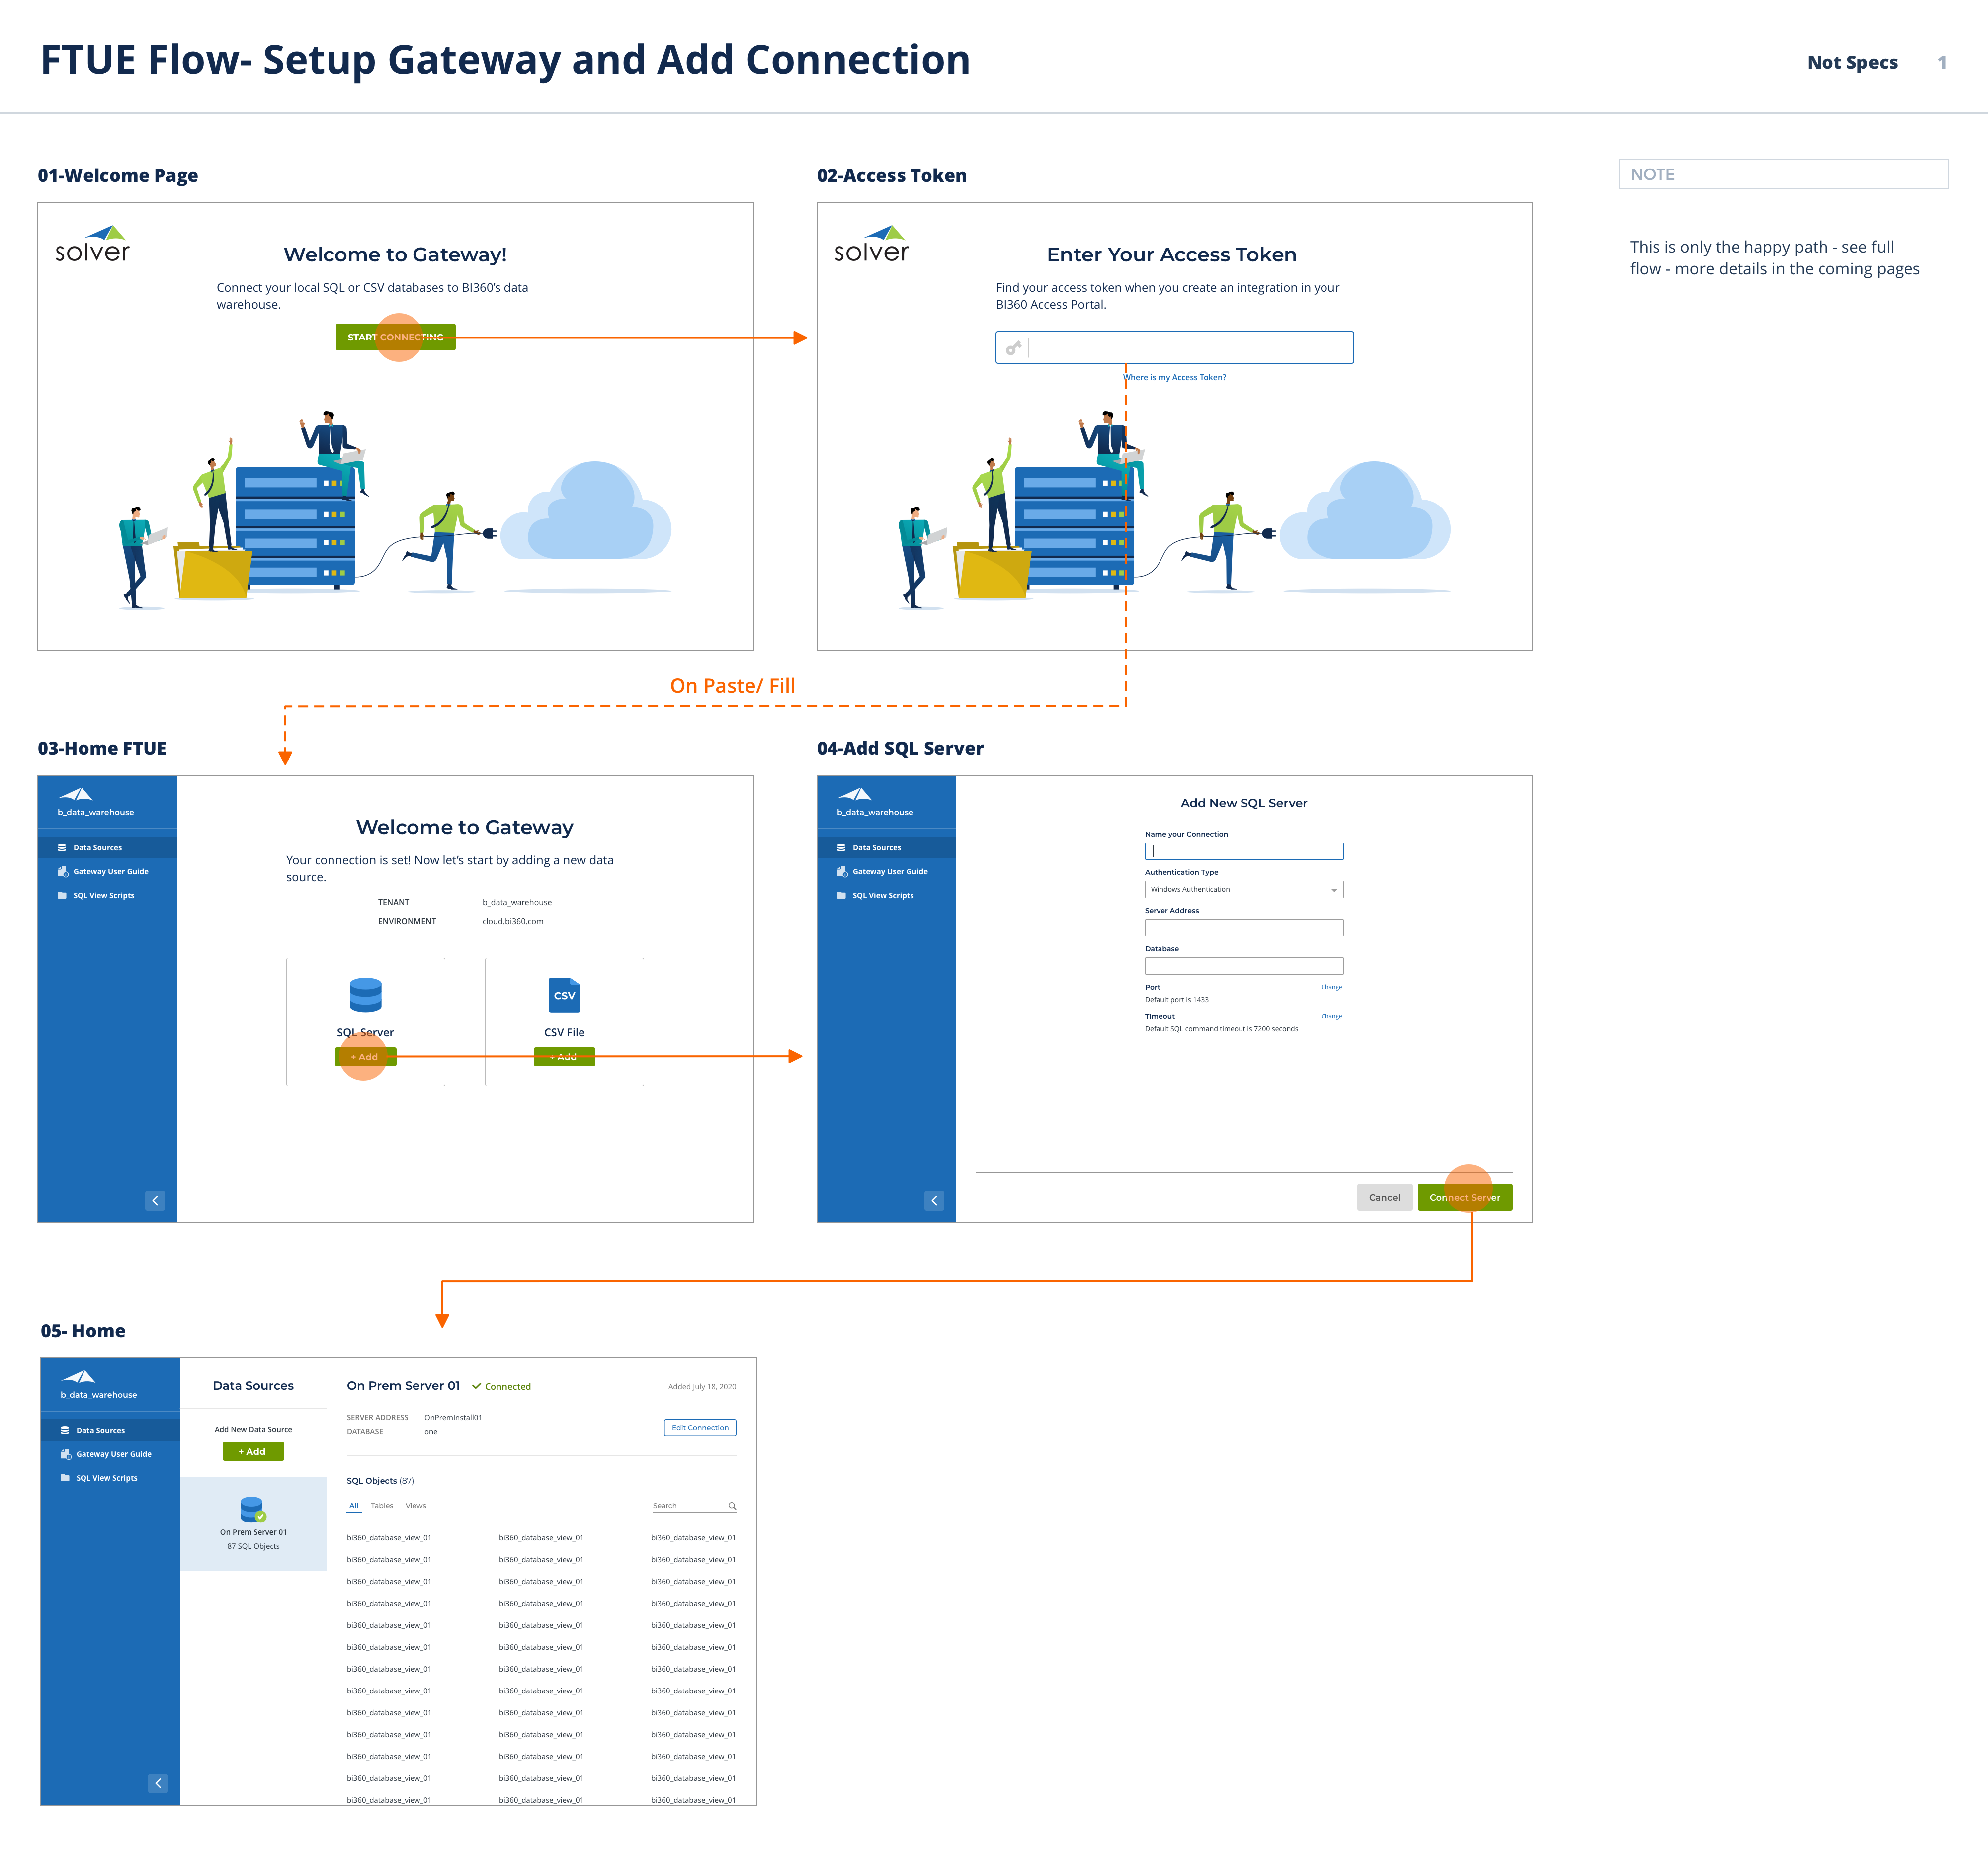 FTUE Flow- Setup Gateway and Add Connection
Not Specs 1
01-Welcome Page
solver
Welcome to Gateway!
Connect your local SQL or CSV databases to BI360’s data
warehouse.
START CONNECTING
02-Access Token
solver
Enter Your Access Token
Find your access token when you create an integration in your
BI360 Access Portal.
Where is my Access Token?
NOTE
This is only the happy path - see full
flow - more details in the coming pages
On Paste/ Fill
03-Home FTUE
b_data_warehouse
Data Sources
Gateway User Guide
SQL View Scripts
Welcome to Gateway
Your connection is set! Now let’s start by adding a new data
source.
TENANT b_data_warehouse
ENVIRONMENT cloud.bi360.com
SQL Server
+ Add
CSV
CSV File
+ Add
04-Add SQL Server
b_data_warehouse
Data Sources
Gateway User Guide
SQL View Scripts
Add New SQL Server
Name your Connection
Authentication Type
Windows Authentication
Server Address
Database
Port Change
Default port is 1433
Timeout Change
Default SQL command timeout is 7200 seconds
Cancel
Connect Server
05- Home
b_data_warehouse
Data Sources
Gateway User Guide
SQL View Scripts
Data Sources
Add New Data Source
+ Add
On Prem Server 01
87 SQL Objects
On Prem Server 01 Connected Added July 18, 2020
SERVER ADDRESS OnPremInstall01
DATABASE one
Edit Connection
SQL Objects (87)
All Tables Views Search
bi360_database_view_01 bi360_database_view_01 bi360_database_view_01
bi360_database_view_01 bi360_database_view_01 bi360_database_view_01
bi360_database_view_01 bi360_database_view_01 bi360_database_view_01
bi360_database_view_01 bi360_database_view_01 bi360_database_view_01
bi360_database_view_01 bi360_database_view_01 bi360_database_view_01
bi360_database_view_01 bi360_database_view_01 bi360_database_view_01
bi360_database_view_01 bi360_database_view_01 bi360_database_view_01
bi360_database_view_01 bi360_database_view_01 bi360_database_view_01
bi360_database_view_01 bi360_database_view_01 bi360_database_view_01
bi360_database_view_01 bi360_database_view_01 bi360_database_view_01
bi360_database_view_01 bi360_database_view_01 bi360_database_view_01
bi360_database_view_01 bi360_database_view_01 bi360_database_view_01
bi360_database_view_01 bi360_database_view_01 bi360_database_view_01